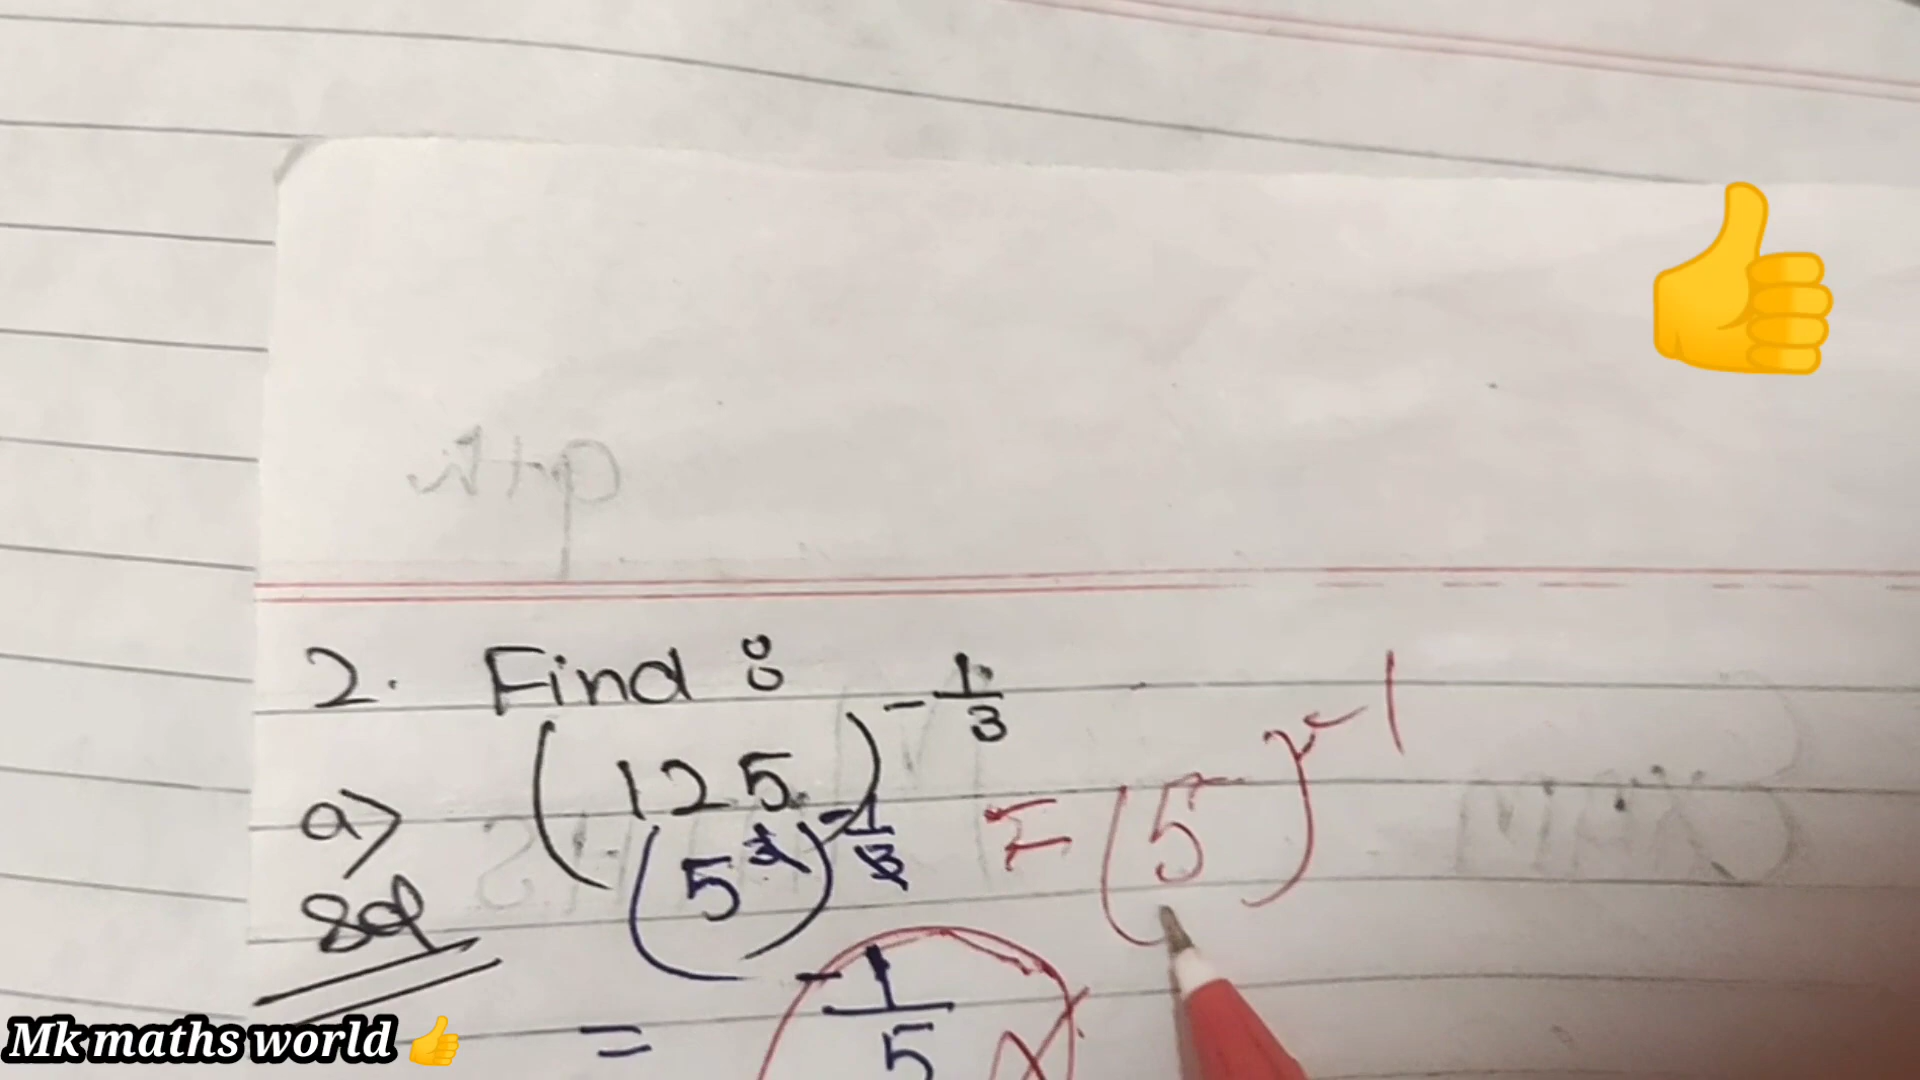 2. Find :
a) (125)^-1/3
Sol (5^3)^-1/3 = (5)^-1
= -1/5
Mk maths world 👍